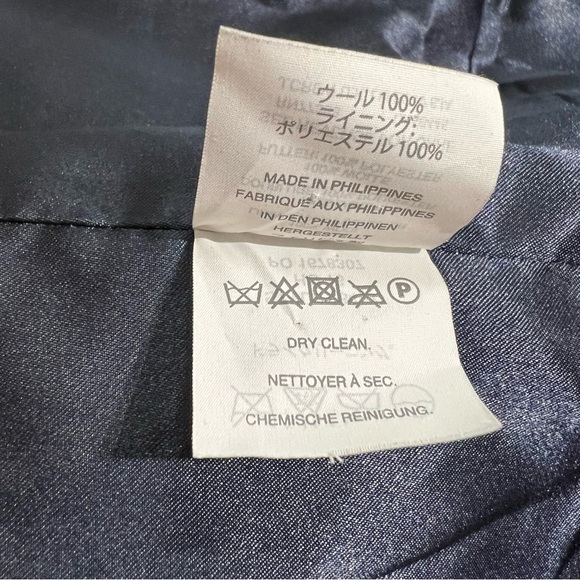 ウール 100%
ライニング:
ポリエステル 100%
MADE IN PHILIPPINES
FABRIQUÉ AUX PHILIPPINES
IN DEN PHILIPPINEN
HERGESTELLT
P
DRY CLEAN.
NETTOYER À SEC.
CHEMISCHE REINIGUNG.